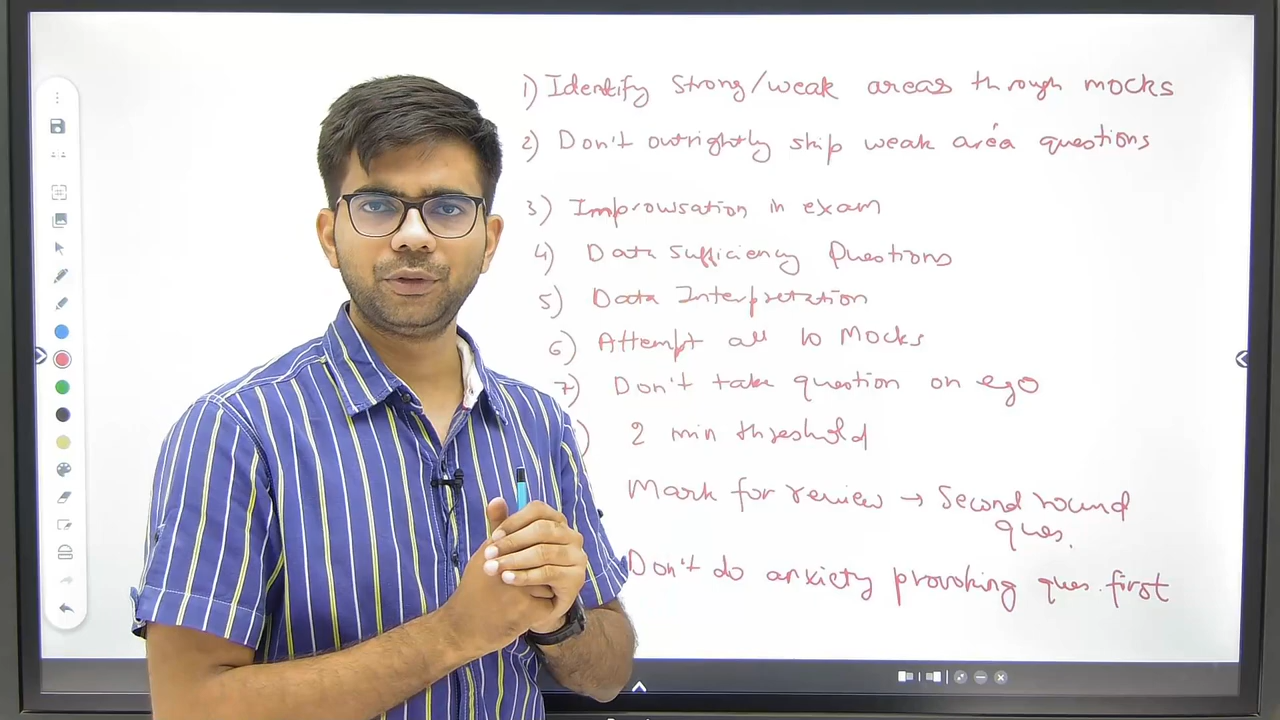 1) Identify strong/weak areas through mocks
2) Don't outrightly skip weak area questions
3) Improvisation in exam
4) Data Sufficiency Questions
5) Data Interpretation
6) Attempt all 10 Mocks
7) Don't take question on ego
) 2 min threshold
Mark for review → Second round
ques.
Don't do anxiety provoking ques. first